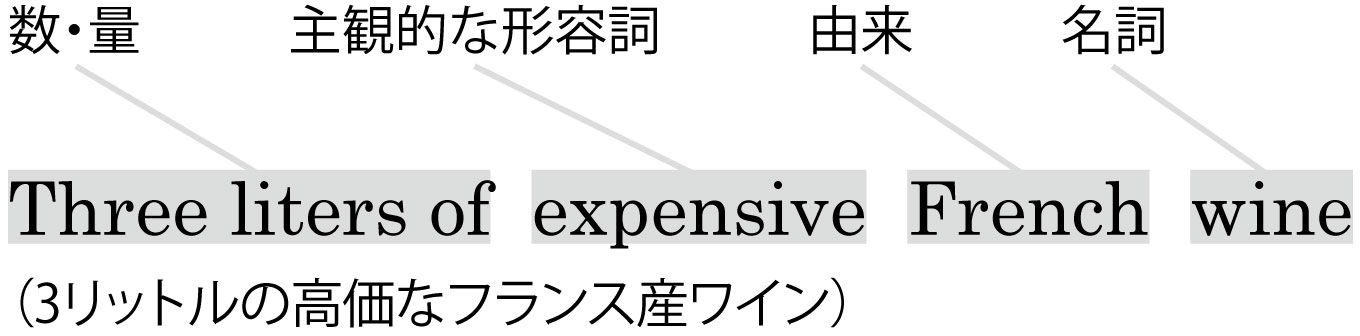 数・量 主観的な形容詞 由来 名詞
Three liters of expensive French wine
（3リットルの高価なフランス産ワイン）